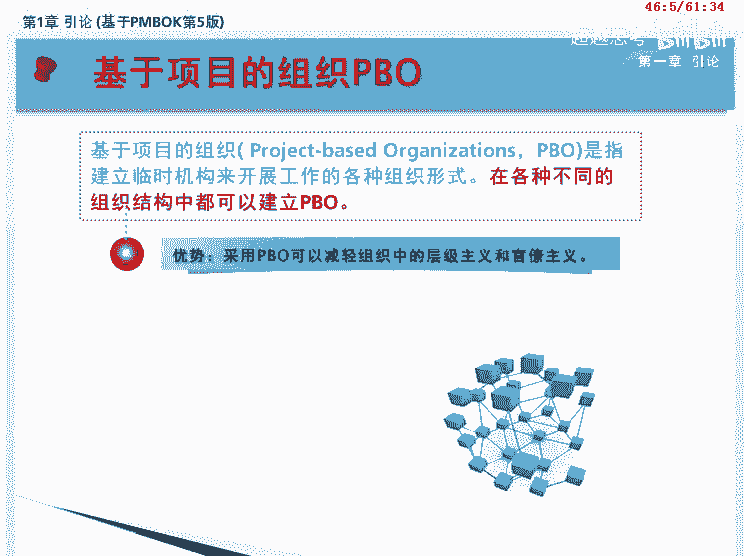 46:5/61:34
第1章 引论 (基于PMBOK第5版)
超越思考 bilibili
第一章 引论
基于项目的组织PBO
基于项目的组织( Project-based Organizations，PBO)是指
建立临时机构来开展工作的各种组织形式。在各种不同的
组织结构中都可以建立PBO。
优势：采用PBO可以减轻组织中的层级主义和官僚主义。